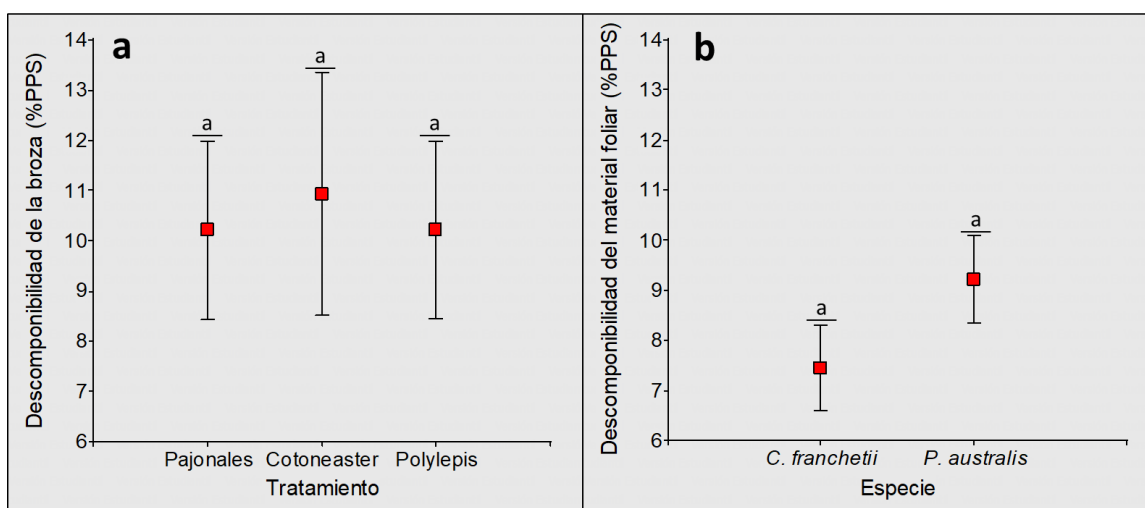 a
Descomponibilidad de la broza (%PPS)
14
13
12
11
10
9
8
7
6
a
a
a
Pajonales Cotoneaster Polylepis
Tratamiento
b
Descomponibilidad del material foliar (%PPS)
14
13
12
11
10
9
8
7
6
a
a
C. franchetii P. australis
Especie